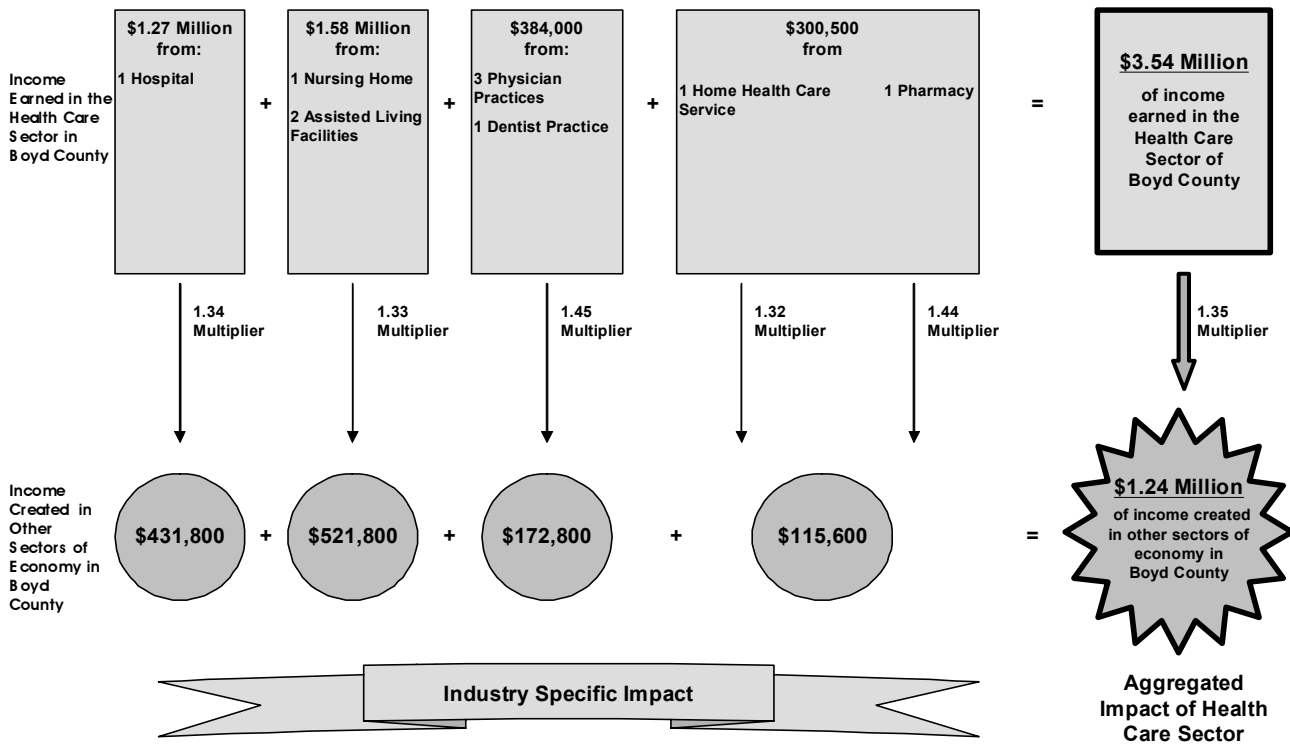 Income
Earned in the
Health Care
Sector in
Boyd County
$1.27 Million
from:
1 Hospital
+
$1.58 Million
from:
1 Nursing Home
2 Assisted Living
Facilities
+
$384,000
from:
3 Physician
Practices
1 Dentist Practice
+
$300,500
from
1 Home Health Care
Service
1 Pharmacy
=
$3.54 Million
of income
earned in the
Health Care
Sector of
Boyd County
1.34
Multiplier
1.33
Multiplier
1.45
Multiplier
1.32
Multiplier
1.44
Multiplier
1.35
Multiplier
Income
Created in
Other
Sectors of
Economy in
Boyd
County
$431,800
+
$521,800
+
$172,800
+
$115,600
=
$1.24 Million
of income created
in other sectors of
economy in
Boyd County
Industry Specific Impact
Aggregated
Impact of Health
Care Sector